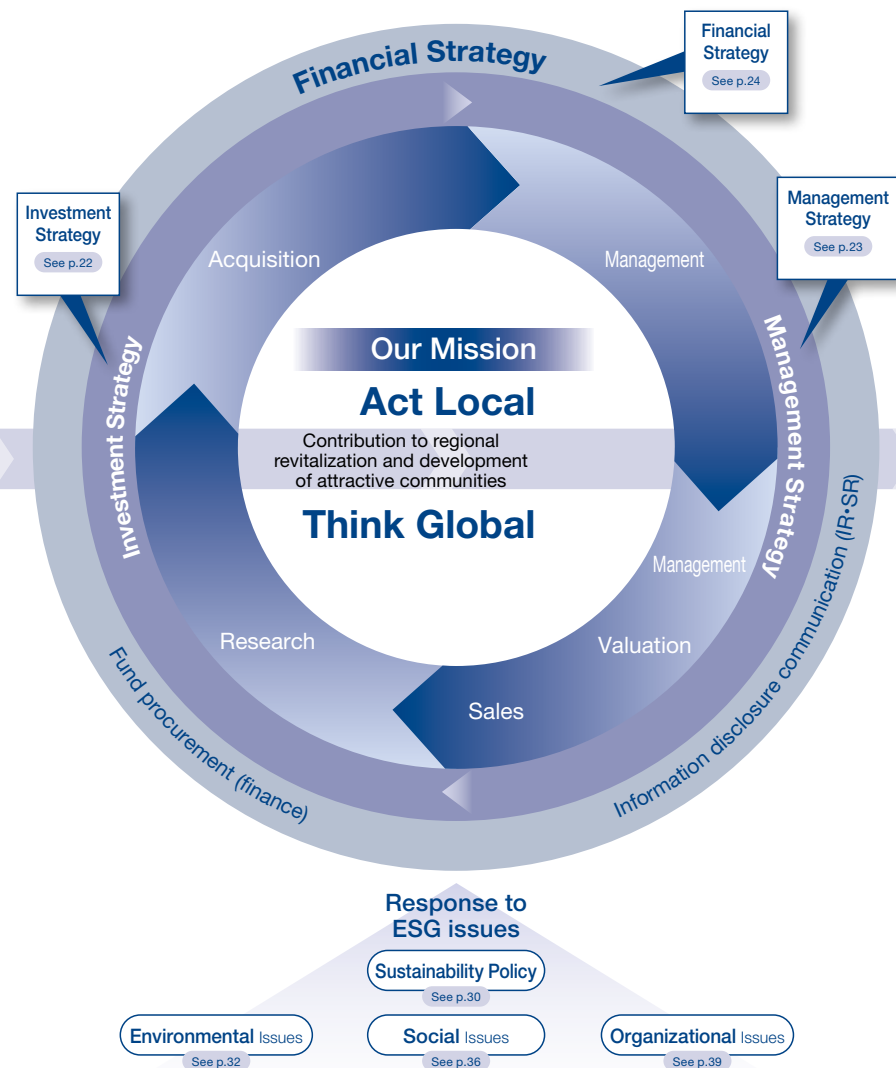 Financial
Strategy
See p.24
Financial Strategy
Investment
Strategy
See p.22
Management
Strategy
See p.23
Acquisition
Management
Our Mission
Act Local
Contribution to regional
revitalization and development
of attractive communities
Think Global
Investment Strategy
Management Strategy
Management
Research
Valuation
Sales
Fund procurement (finance)
Information disclosure communication (IR•SR)
Response to
ESG issues
Sustainability Policy
See p.30
Environmental Issues
See p.32
Social Issues
See p.36
Organizational Issues
See p.39